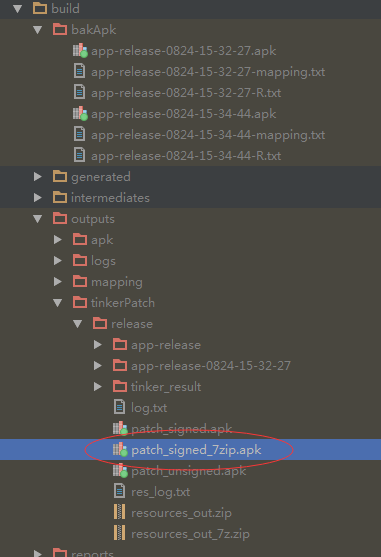 build
bakApk
app-release-0824-15-32-27.apk
app-release-0824-15-32-27-mapping.txt
app-release-0824-15-32-27-R.txt
app-release-0824-15-34-44.apk
app-release-0824-15-34-44-mapping.txt
app-release-0824-15-34-44-R.txt
generated
intermediates
outputs
apk
logs
mapping
tinkerPatch
release
app-release
app-release-0824-15-32-27
tinker_result
log.txt
patch_signed.apk
patch_signed_7zip.apk
patch_unsigned.apk
res_log.txt
resources_out.zip
resources_out_7z.zip
reports